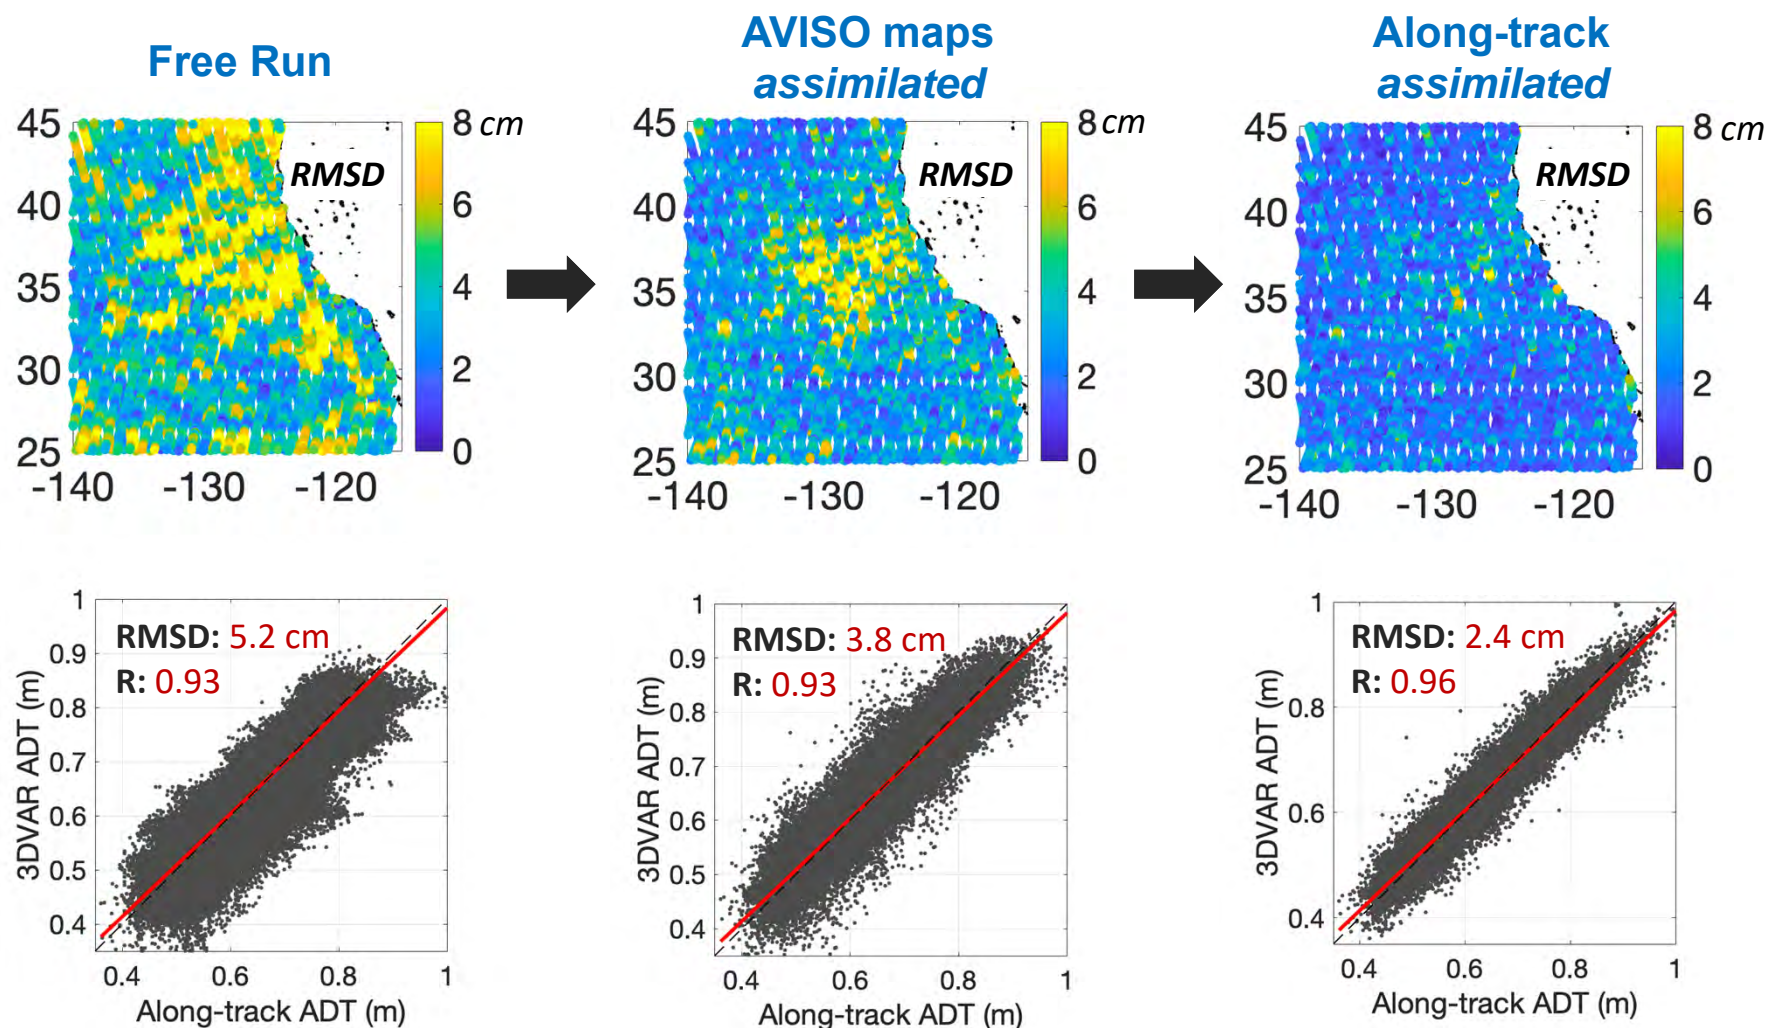 Free Run
AVISO maps
assimilated
Along-track
assimilated
45
40
35
30
25
-140
-130
-120
RMSD
8 cm
6
4
2
0
45
40
35
30
25
-140
-130
-120
RMSD
8 cm
6
4
2
0
45
40
35
30
25
-140
-130
-120
RMSD
8 cm
6
4
2
0
RMSD: 5.2 cm
R: 0.93
3DVAR ADT (m)
1
0.9
0.8
0.7
0.6
0.5
0.4
0.4
0.6
0.8
1
Along-track ADT (m)
RMSD: 3.8 cm
R: 0.93
3DVAR ADT (m)
1
0.9
0.8
0.7
0.6
0.5
0.4
0.4
0.6
0.8
1
Along-track ADT (m)
RMSD: 2.4 cm
R: 0.96
3DVAR ADT (m)
1
0.8
0.6
0.4
0.4
0.6
0.8
1
Along-track ADT (m)